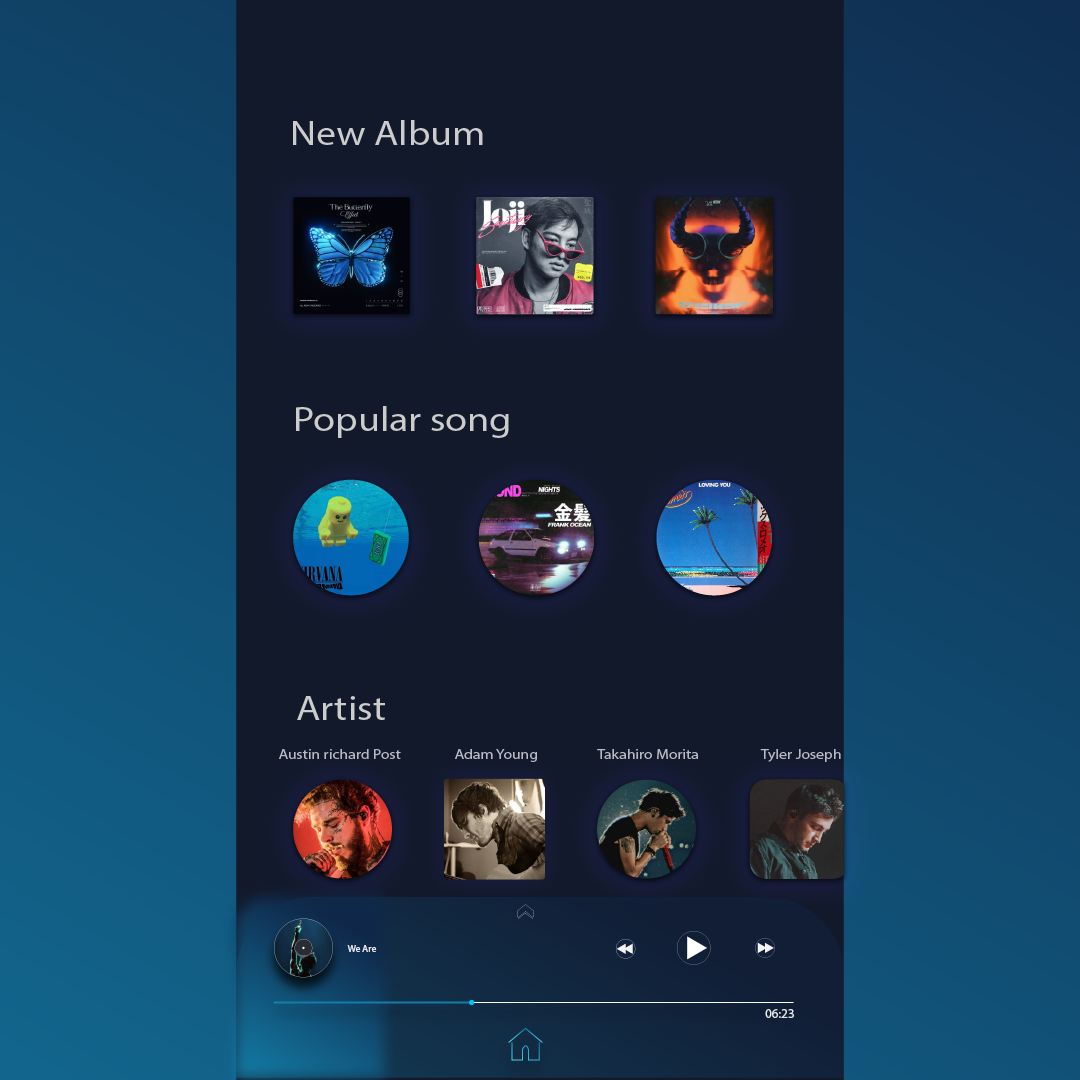 New Album
The Butterfly
Effect
Joji
Popular song
NIGHTS
金髪
FRANK OCEAN
LOVING YOU
Artist
Austin richard Post
Adam Young
Takahiro Morita
Tyler Joseph
We Are
06:23